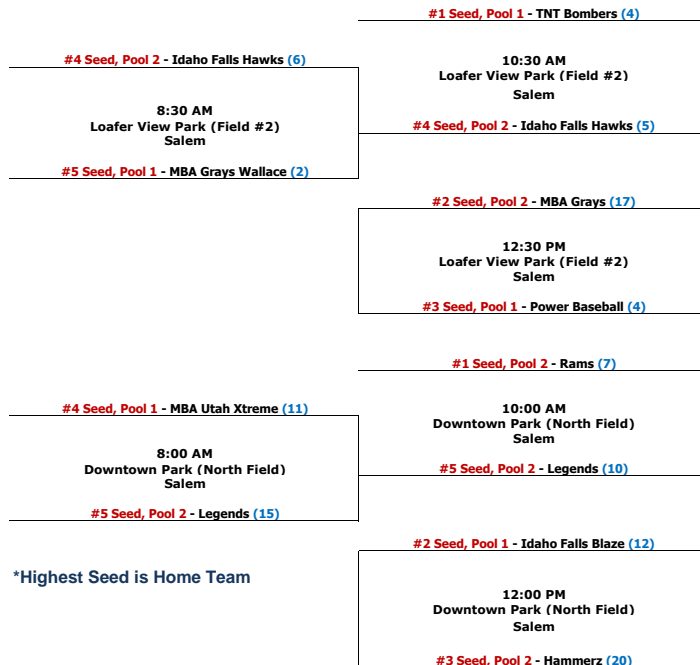 #1 Seed, Pool 1 - TNT Bombers (4)
#4 Seed, Pool 2 - Idaho Falls Hawks (6)
10:30 AM
Loafer View Park (Field #2)
Salem
8:30 AM
Loafer View Park (Field #2)
Salem
#4 Seed, Pool 2 - Idaho Falls Hawks (5)
#5 Seed, Pool 1 - MBA Grays Wallace (2)
#2 Seed, Pool 2 - MBA Grays (17)
12:30 PM
Loafer View Park (Field #2)
Salem
#3 Seed, Pool 1 - Power Baseball (4)
#1 Seed, Pool 2 - Rams (7)
#4 Seed, Pool 1 - MBA Utah Xtreme (11)
10:00 AM
Downtown Park (North Field)
Salem
8:00 AM
Downtown Park (North Field)
Salem
#5 Seed, Pool 2 - Legends (10)
#5 Seed, Pool 2 - Legends (15)
#2 Seed, Pool 1 - Idaho Falls Blaze (12)
*Highest Seed is Home Team
12:00 PM
Downtown Park (North Field)
Salem
#3 Seed, Pool 2 - Hammerz (20)